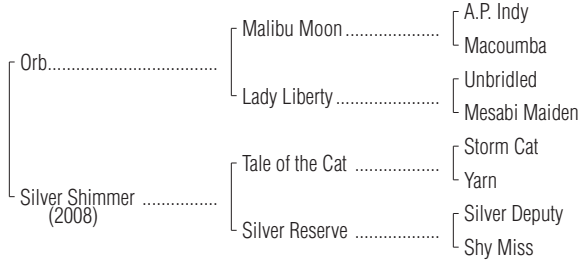 A.P. Indy
Malibu Moon ....................
Macoumba
Orb..................................
Unbridled
Lady Liberty ......................
Mesabi Maiden
Storm Cat
Tale of the Cat ..................
Yarn
Silver Shimmer ................
(2008)
Silver Deputy
Silver Reserve ..................
Shy Miss